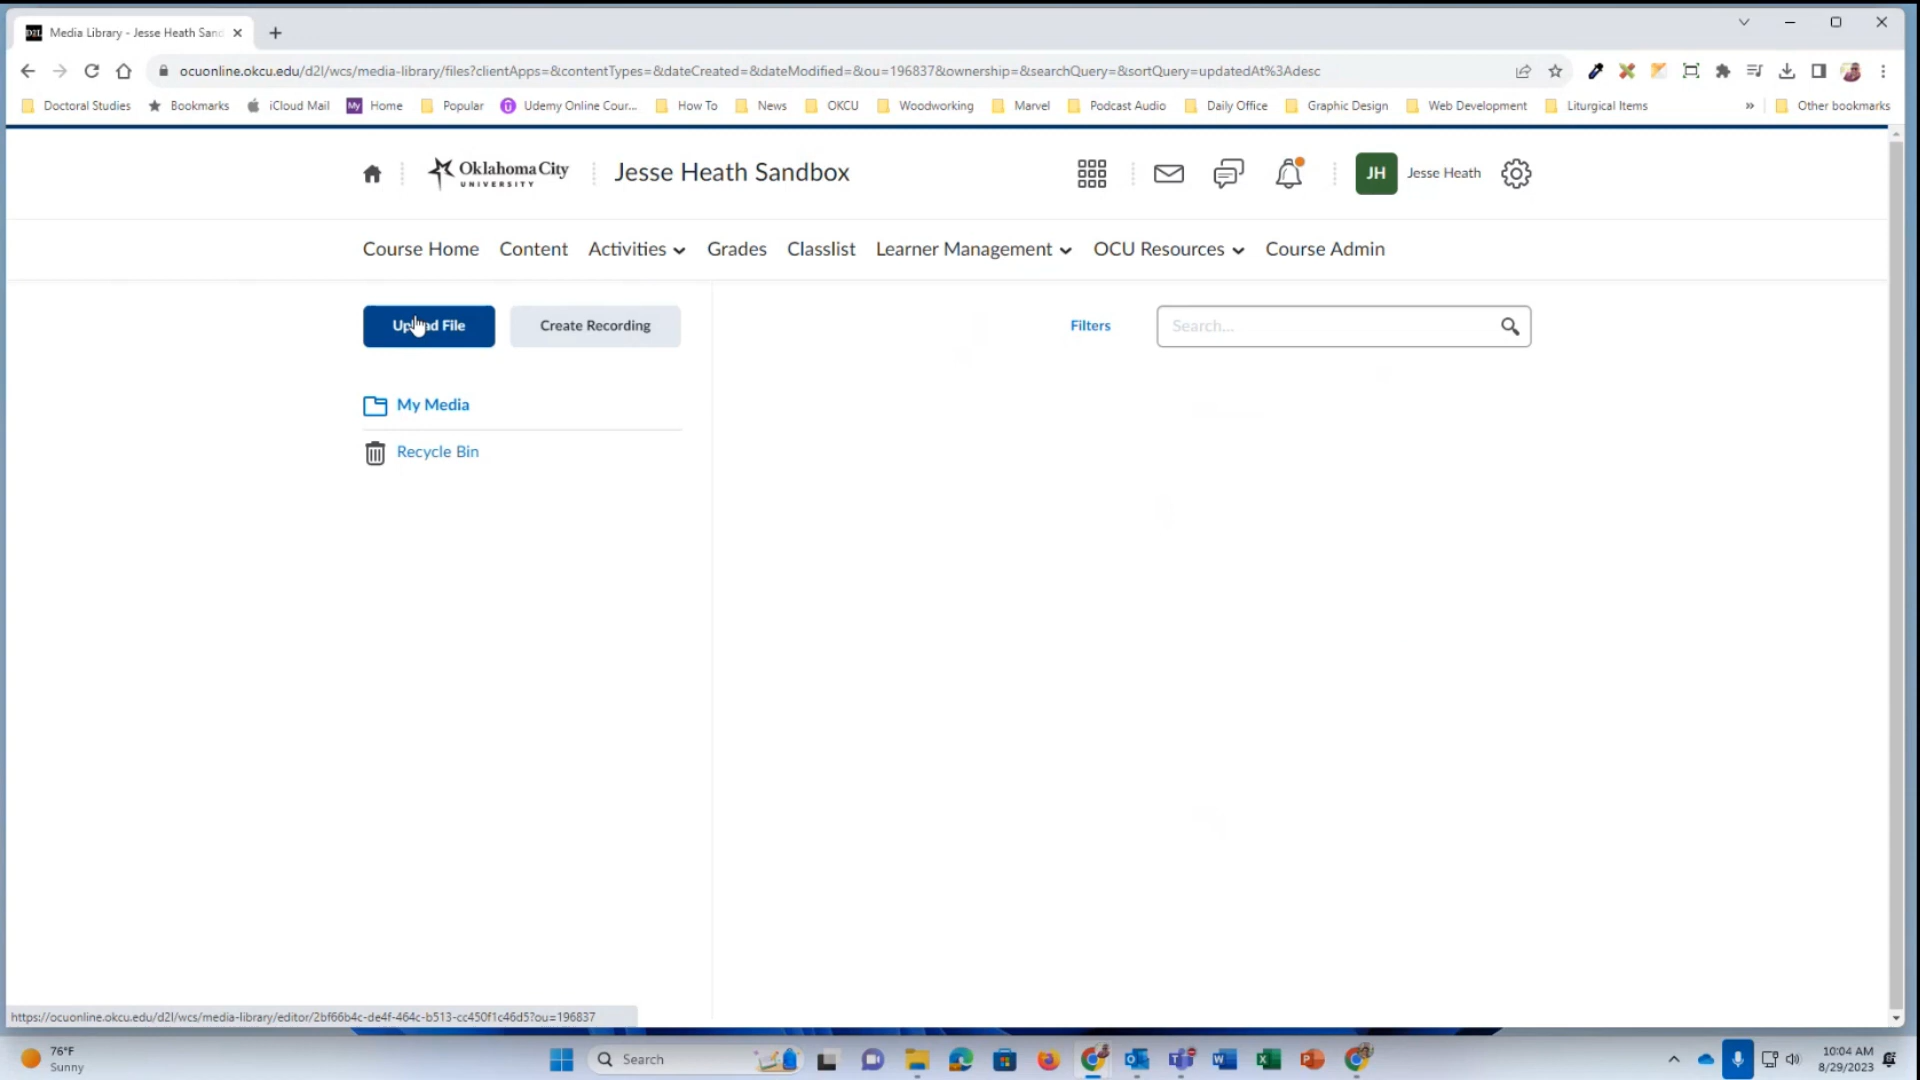 Media Library - Jesse Heath Sand
ocuonline.okcu.edu/d2l/wcs/media-library/files?clientApps=&contentTypes=&dateCreated=&dateModified=&ou=196837&ownership=&searchQuery=&sortQuery=updatedAt%3Adesc
Doctoral Studies Bookmarks iCloud Mail My Home Popular Udemy Online Cour... How To News OKCU Woodworking Marvel Podcast Audio Daily Office Graphic Design Web Development Liturgical Items » Other bookmarks
Oklahoma City
UNIVERSITY
Jesse Heath Sandbox
JH Jesse Heath
Course Home Content Activities Grades Classlist Learner Management OCU Resources Course Admin
Upload File Create Recording Filters Search...
My Media
Recycle Bin
https://ocuonline.okcu.edu/d2l/wcs/media-library/editor/2bf66b4c-de4f-464c-b513-cc450f1c46d5?ou=196837
76°F
Sunny
Search
10:04 AM
8/29/2023